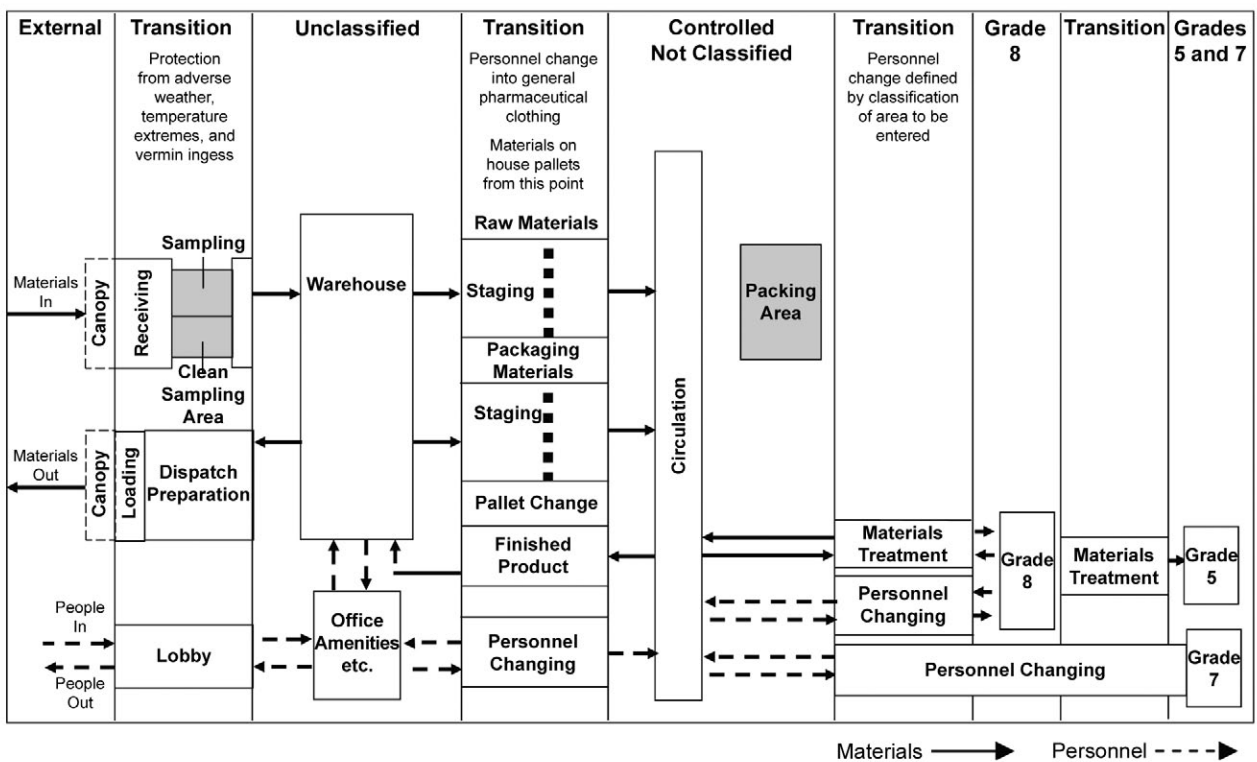 External
Transition
Unclassified
Transition
Controlled
Not Classified
Transition
Grade
8
Transition
Grades
5 and 7
Protection
from adverse
weather,
temperature
extremes, and
vermin ingess
Personnel change
into general
pharmaceutical
clothing
Materials on
house pallets
from this point
Personnel
change defined
by classification
of area to be
entered
Materials
In
Canopy
Receiving
Sampling
Clean
Sampling
Area
Warehouse
Raw Materials
Staging
Packaging
Materials
Staging
Pallet Change
Finished
Product
Circulation
Packing
Area
Materials
Out
Canopy
Loading
Dispatch
Preparation
Materials
Treatment
Grade
8
Materials
Treatment
Grade
5
People
In
People
Out
Lobby
Office
Amenities
etc.
Personnel
Changing
Personnel
Changing
Personnel Changing
Grade
7
Materials
Personnel